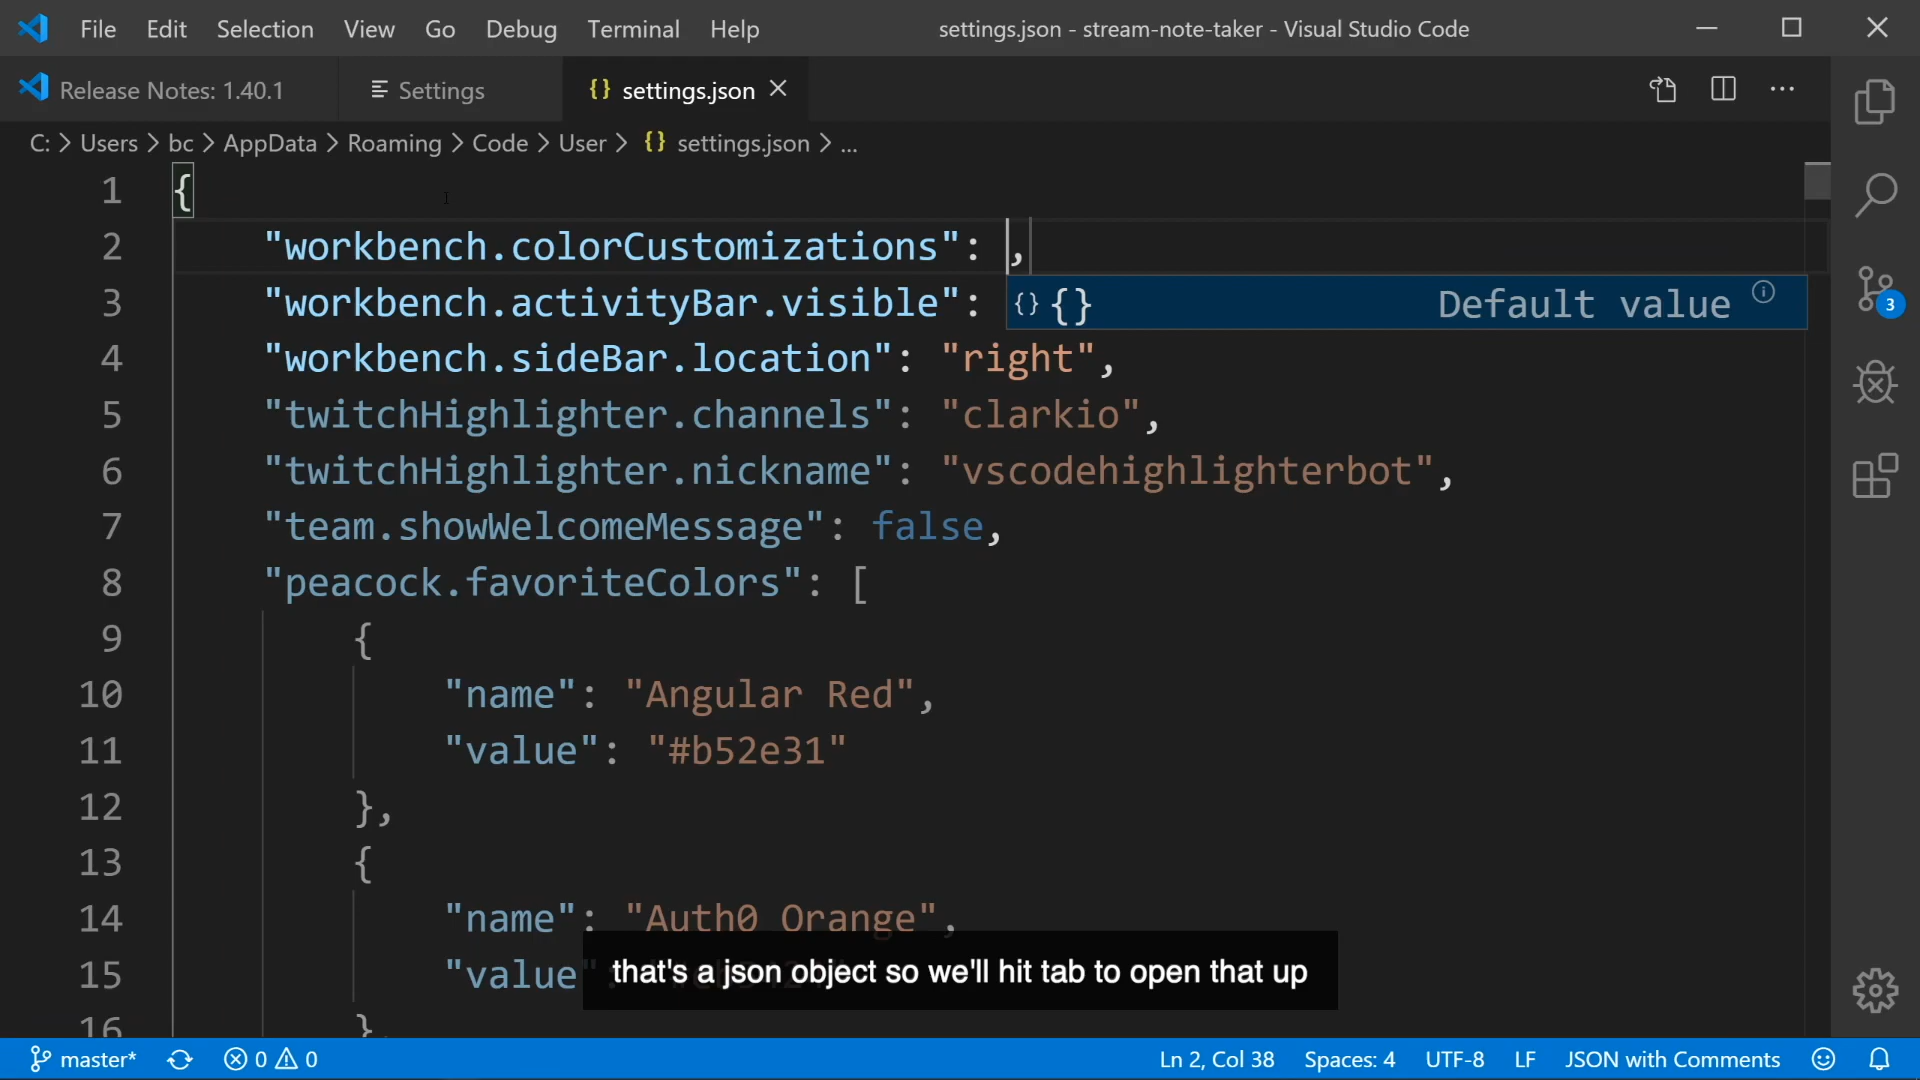 File Edit Selection View Go Debug Terminal Help settings.json - stream-note-taker - Visual Studio Code
Release Notes: 1.40.1 Settings {} settings.json
C: > Users > bc > AppData > Roaming > Code > User > {} settings.json > ...
1 {
2 "workbench.colorCustomizations": ,
3 "workbench.activityBar.visible": {} {} Default value
4 "workbench.sideBar.location": "right",
5 "twitchHighlighter.channels": "clarkio",
6 "twitchHighlighter.nickname": "vscodehighlighterbot",
7 "team.showWelcomeMessage": false,
8 "peacock.favoriteColors": [
9 {
10 "name": "Angular Red",
11 "value": "#b52e31"
12 },
13 {
14 "name": "Auth0 Orange",
15 "value":
that's a json object so we'll hit tab to open that up
16 },
3
master* 0 0 Ln 2, Col 38 Spaces: 4 UTF-8 LF JSON with Comments